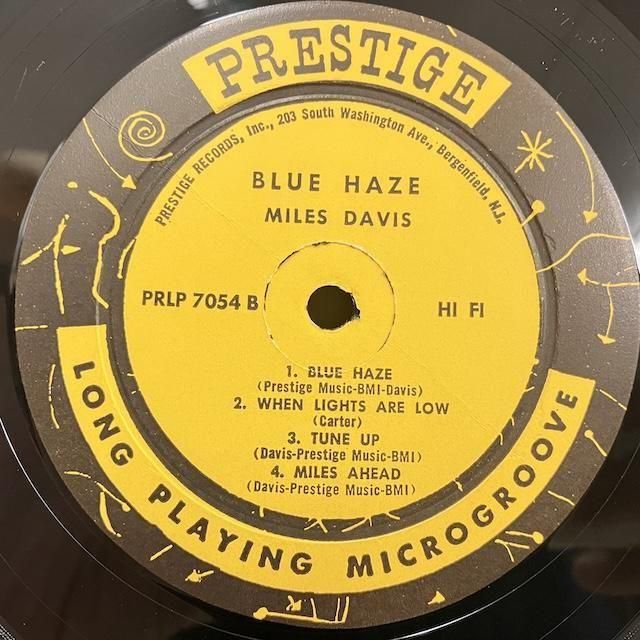 PRESTIGE
PRESTIGE RECORDS, Inc., 203 South Washington Ave., Bergenfield, N.J.
BLUE HAZE
MILES DAVIS
PRLP 7054 B
HI FI
1. BLUE HAZE
(Prestige Music-BMI-Davis)
2. WHEN LIGHTS ARE LOW
(Carter)
3. TUNE UP
(Davis-Prestige Music-BMI)
4. MILES AHEAD
(Davis-Prestige Music-BMI)
LONG PLAYING MICROGROOVE